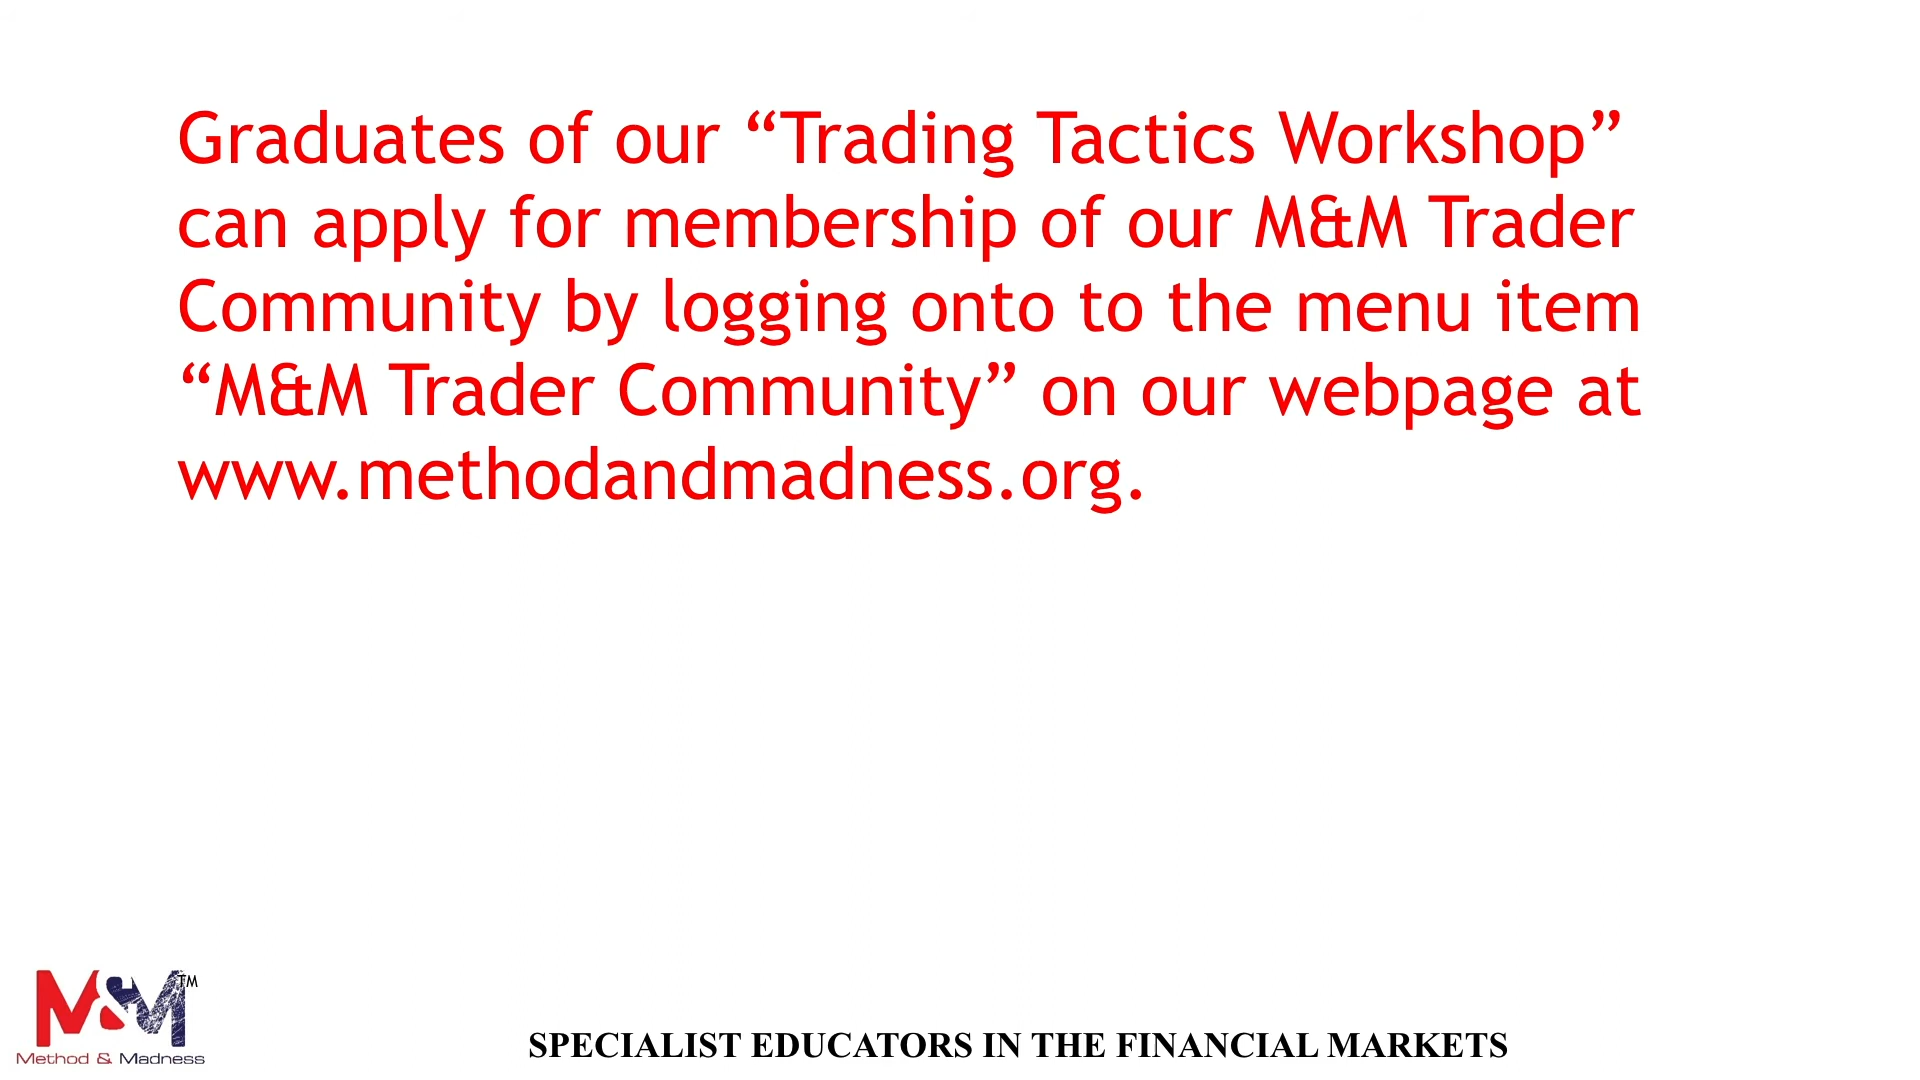 Graduates of our “Trading Tactics Workshop”
can apply for membership of our M&M Trader
Community by logging onto to the menu item
“M&M Trader Community” on our webpage at
www.methodandmadness.org.
M&M™
Method & Madness
SPECIALIST EDUCATORS IN THE FINANCIAL MARKETS